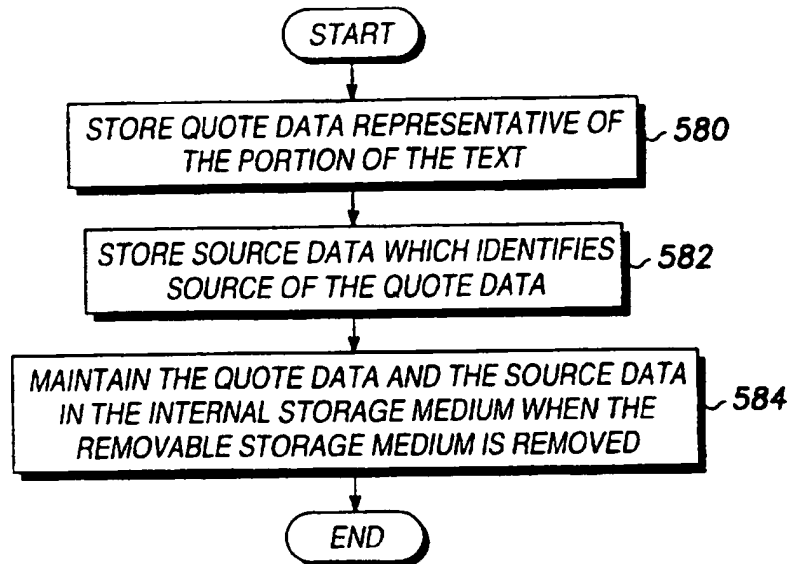 START
STORE QUOTE DATA REPRESENTATIVE OF
THE PORTION OF THE TEXT
580
STORE SOURCE DATA WHICH IDENTIFIES
SOURCE OF THE QUOTE DATA
582
MAINTAIN THE QUOTE DATA AND THE SOURCE DATA
IN THE INTERNAL STORAGE MEDIUM WHEN THE
REMOVABLE STORAGE MEDIUM IS REMOVED
584
END